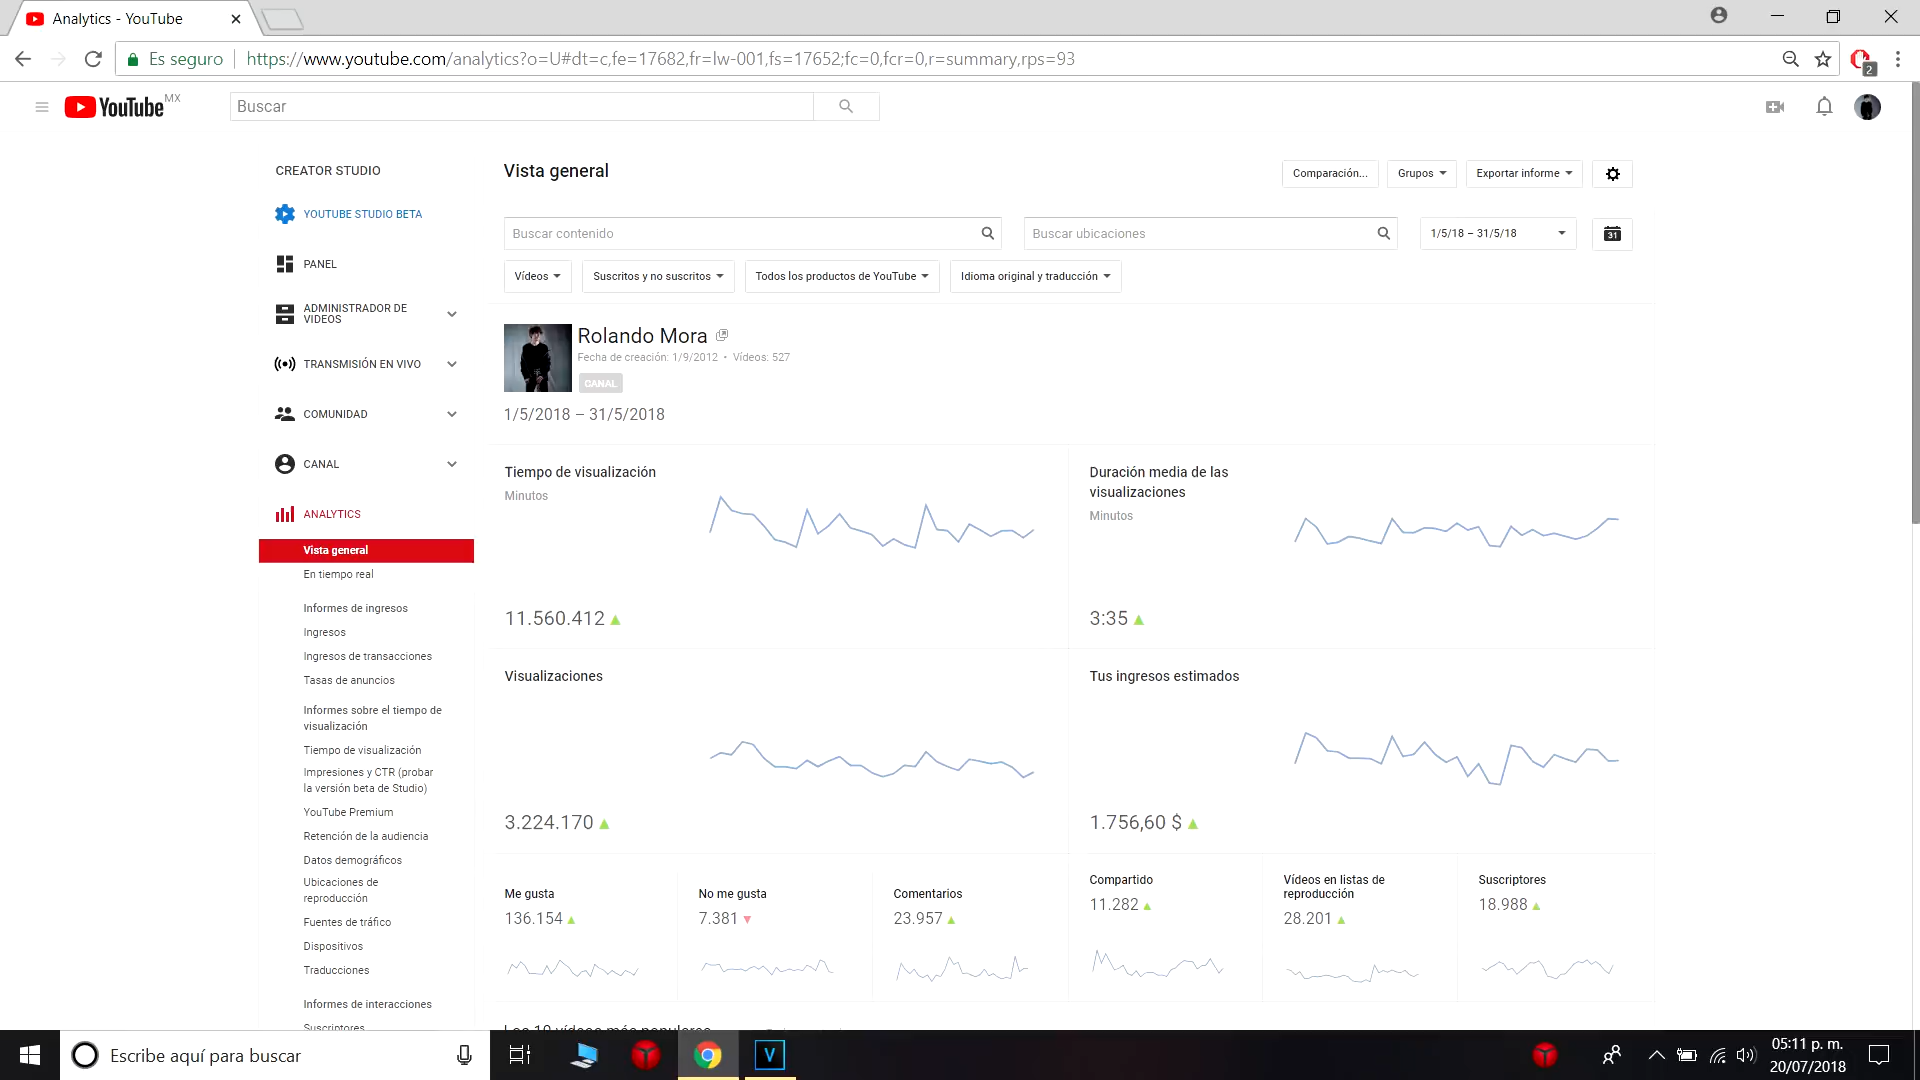 Analytics - YouTube
Es seguro
https://www.youtube.com/analytics?o=U#dt=c,fe=17682,fr=lw-001,fs=17652;fc=0,fcr=0,r=summary,rps=93
2
YouTube MX
Buscar
CREATOR STUDIO
YOUTUBE STUDIO BETA
PANEL
ADMINISTRADOR DE
VIDEOS
TRANSMISIÓN EN VIVO
COMUNIDAD
CANAL
ANALYTICS
Vista general
En tiempo real
Informes de ingresos
Ingresos
Ingresos de transacciones
Tasas de anuncios
Informes sobre el tiempo de
visualización
Tiempo de visualización
Impresiones y CTR (probar
la versión beta de Studio)
YouTube Premium
Retención de la audiencia
Datos demográficos
Ubicaciones de
reproducción
Fuentes de tráfico
Dispositivos
Traducciones
Informes de interacciones
Suscriptores
Vista general
Comparación...
Grupos
Exportar informe
Buscar contenido
Buscar ubicaciones
1/5/18 – 31/5/18
31
Vídeos
Suscritos y no suscritos
Todos los productos de YouTube
Idioma original y traducción
Rolando Mora
Fecha de creación: 1/9/2012 • Vídeos: 527
CANAL
1/5/2018 – 31/5/2018
Tiempo de visualización
Minutos
11.560.412
Duración media de las
visualizaciones
Minutos
3:35
Visualizaciones
3.224.170
Tus ingresos estimados
1.756,60 $
Me gusta
136.154
No me gusta
7.381
Comentarios
23.957
Compartido
11.282
Vídeos en listas de
reproducción
28.201
Suscriptores
18.988
Los 10 vídeos más populares
Escribe aquí para buscar
V
05:11 p. m.
20/07/2018